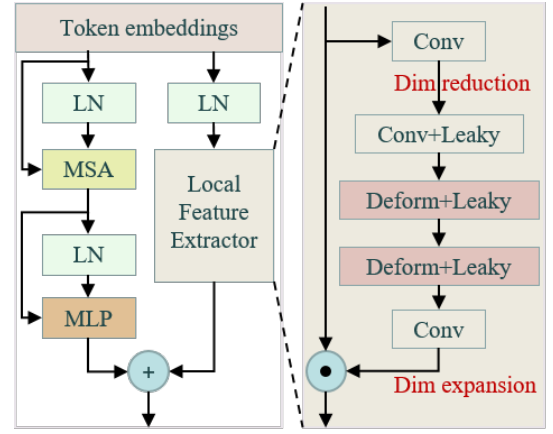 Token embeddings
LN
LN
MSA
LN
MLP
Local
Feature
Extractor
+
Conv
Dim reduction
Conv+Leaky
Deform+Leaky
Deform+Leaky
Conv
Dim expansion